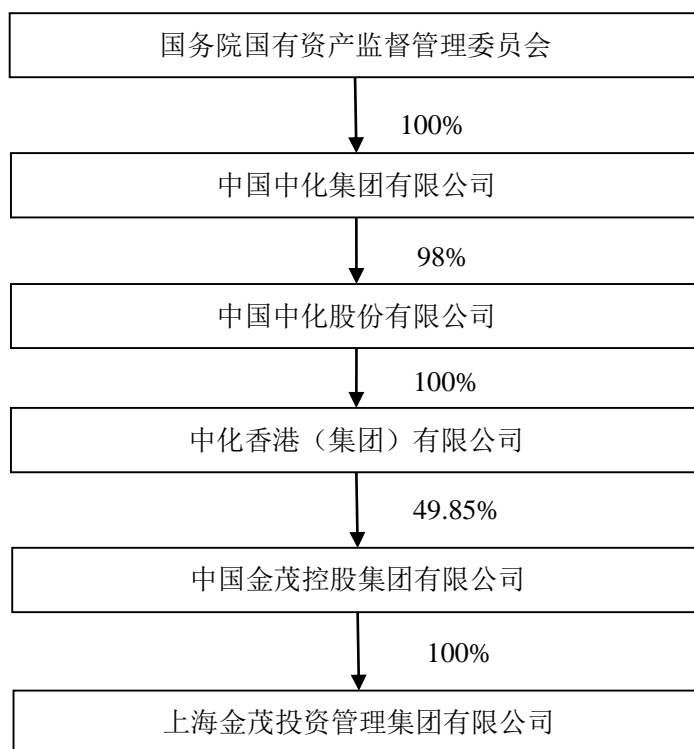 国务院国有资产监督管理委员会
100%
中国中化集团有限公司
98%
中国中化股份有限公司
100%
中化香港（集团）有限公司
49.85%
中国金茂控股集团有限公司
100%
上海金茂投资管理集团有限公司